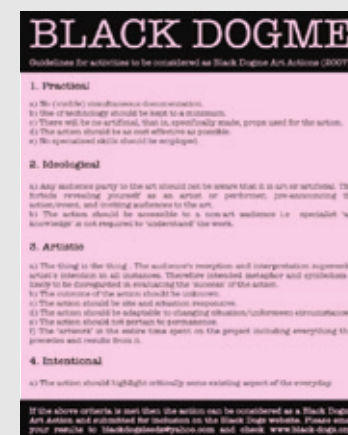 BLACK DOGME
Guidelines for activities to be considered as Black Dogme Art Actions (2007
1. Practical
a) No (visible) simultaneous documentation.
b) Use of technology should be kept to a minimum.
c) There will be no artificial, that is, specifically made, props used for the action.
d) The action should be as cost effective as possible.
e) No specialised skills should be employed.
2. Ideological
a) Any audience party to the art should not be aware that it is art or artificial. Th
forbids revealing yourself as an artist or performer, pre-announcing th
action/event, and inviting audiences to the art.
b) The action should be accessible to a non-art audience i.e specialist 'a
knowledge' is not required to 'understand' the work.
3. Artistic
a) The thing is the thing. The audience's reception and interpretation supersede
artist's intention in all instances. Therefore intended metaphor and symbolism
likely to be disregarded in evaluating the 'success' of the action.
b) The outcome of the action should be unknown.
c) The action should be site and situation responsive.
d) The action should be adaptable to changing situation/unforeseen circumstances
e) The action should not pertain to permanence.
f) The 'artwork' is the entire time spent on the project including everything th
precedes and results from it.
4. Intentional
a) The action should highlight critically some existing aspect of the everyday.
If the above criteria is met then the action can be considered as a Black Dogm
Art Action and submitted for inclusion on the Black Dogs website. Please ema
your results to blackdogsleeds@yahoo.com and check www.black-dogs.or